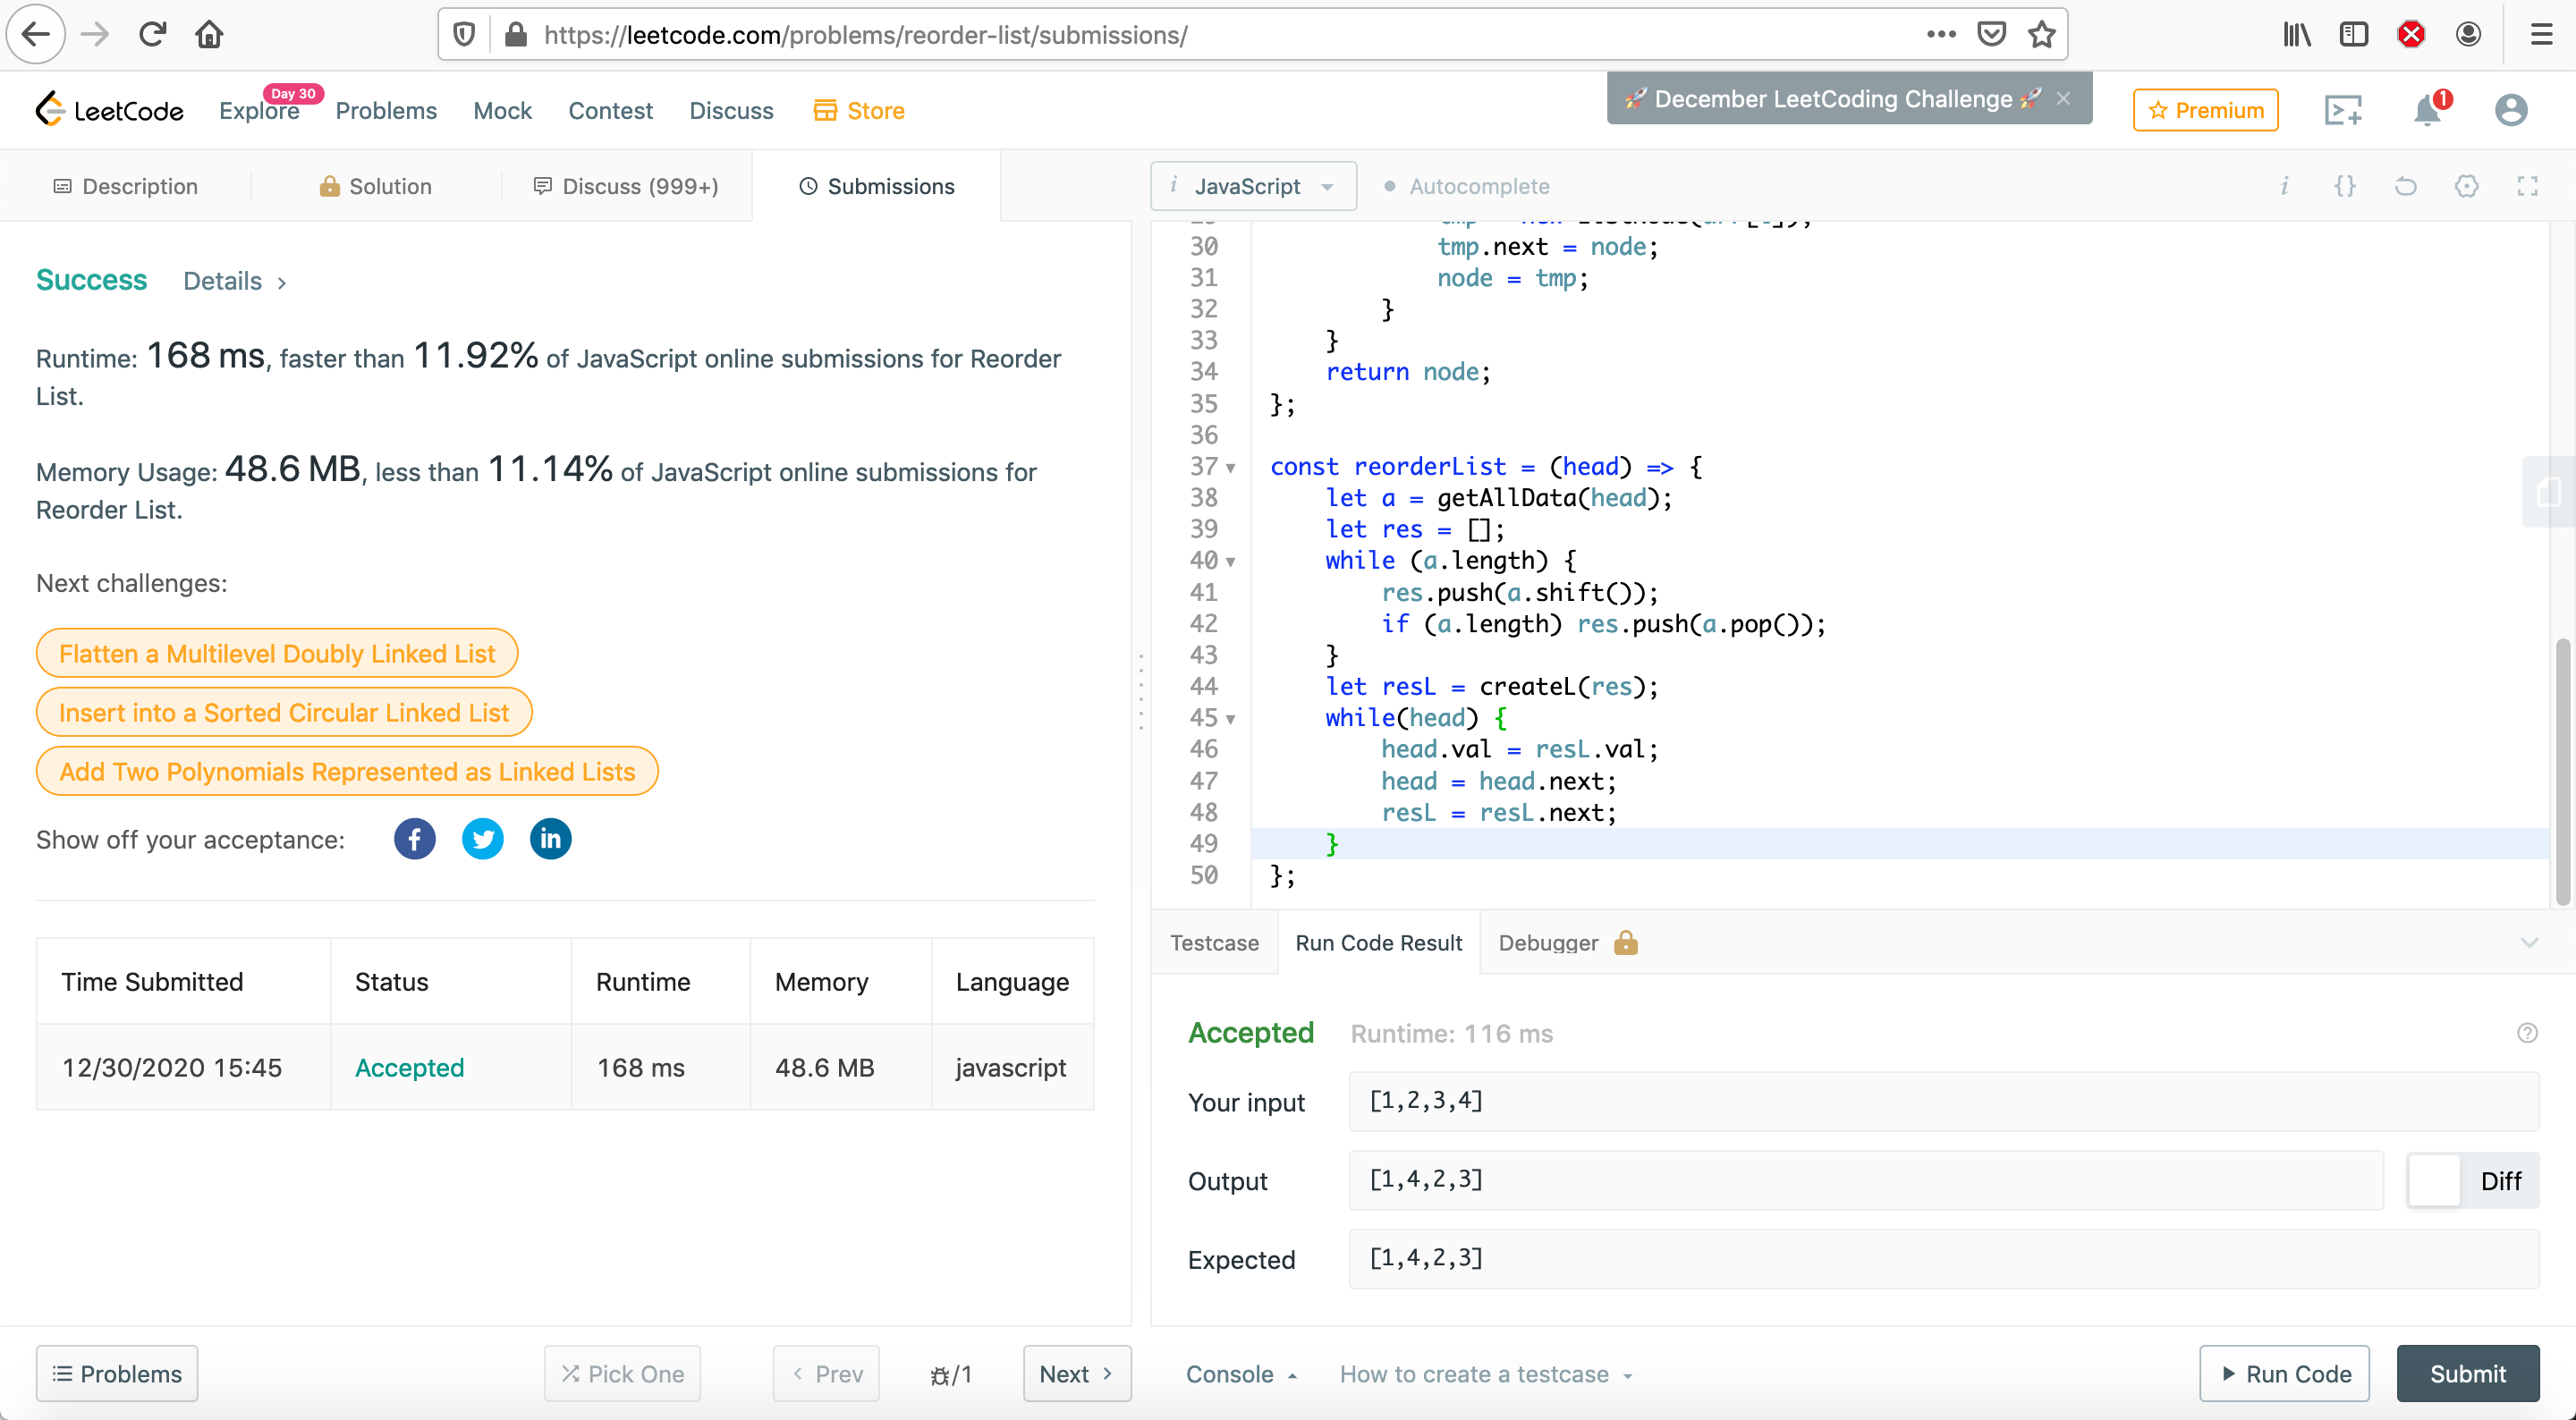 https://leetcode.com/problems/reorder-list/submissions/
LeetCode
Explore
Day 30
Problems
Mock
Contest
Discuss
Store
🚀 December LeetCoding Challenge 🚀 ×
Premium
1
Description
Solution
Discuss (999+)
Submissions
i JavaScript
Autocomplete
Success
Details >
Runtime: 168 ms, faster than 11.92% of JavaScript online submissions for Reorder
List.
Memory Usage: 48.6 MB, less than 11.14% of JavaScript online submissions for
Reorder List.
Next challenges:
Flatten a Multilevel Doubly Linked List
Insert into a Sorted Circular Linked List
Add Two Polynomials Represented as Linked Lists
Show off your acceptance:
Time Submitted
Status
Runtime
Memory
Language
12/30/2020 15:45
Accepted
168 ms
48.6 MB
javascript
30 tmp.next = node;
31 node = tmp;
32 }
33 }
34 return node;
35 };
36
37 const reorderList = (head) => {
38 let a = getAllData(head);
39 let res = [];
40 while (a.length) {
41 res.push(a.shift());
42 if (a.length) res.push(a.pop());
43 }
44 let resL = createL(res);
45 while(head) {
46 head.val = resL.val;
47 head = head.next;
48 resL = resL.next;
49 }
50 };
Testcase
Run Code Result
Debugger
Accepted
Runtime: 116 ms
Your input
[1,2,3,4]
Output
[1,4,2,3]
Diff
Expected
[1,4,2,3]
Problems
Pick One
< Prev
/1
Next >
Console
How to create a testcase
Run Code
Submit